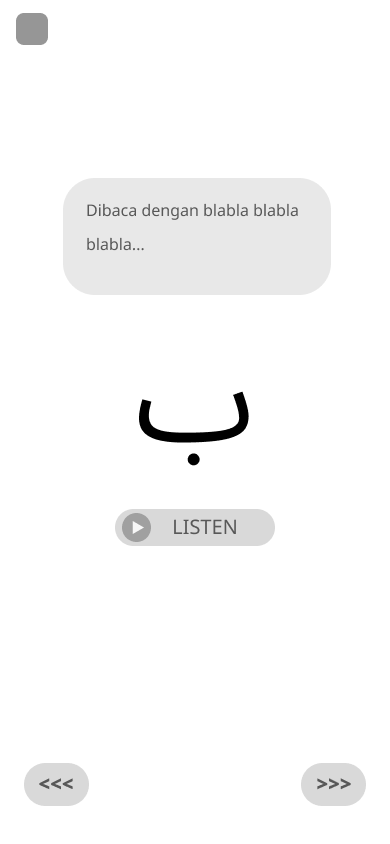 Dibaca dengan blabla blabla
blabla...
ب
LISTEN
<<< >>>